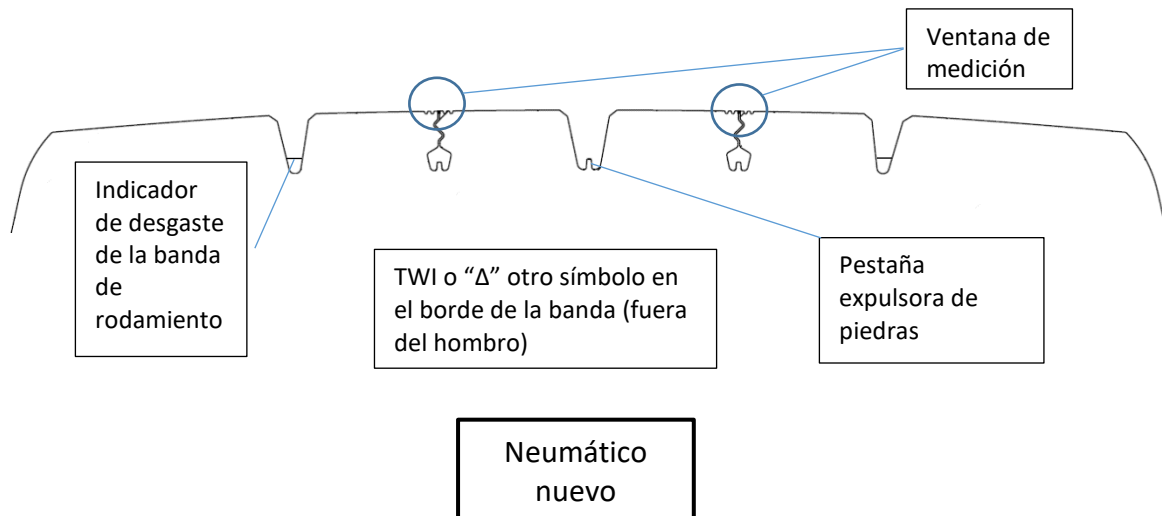 Ventana de
medición
Indicador
de desgaste
de la banda
de
rodamiento
TWI o “Δ” otro símbolo en
el borde de la banda (fuera
del hombro)
Pestaña
expulsora de
piedras
Neumático
nuevo